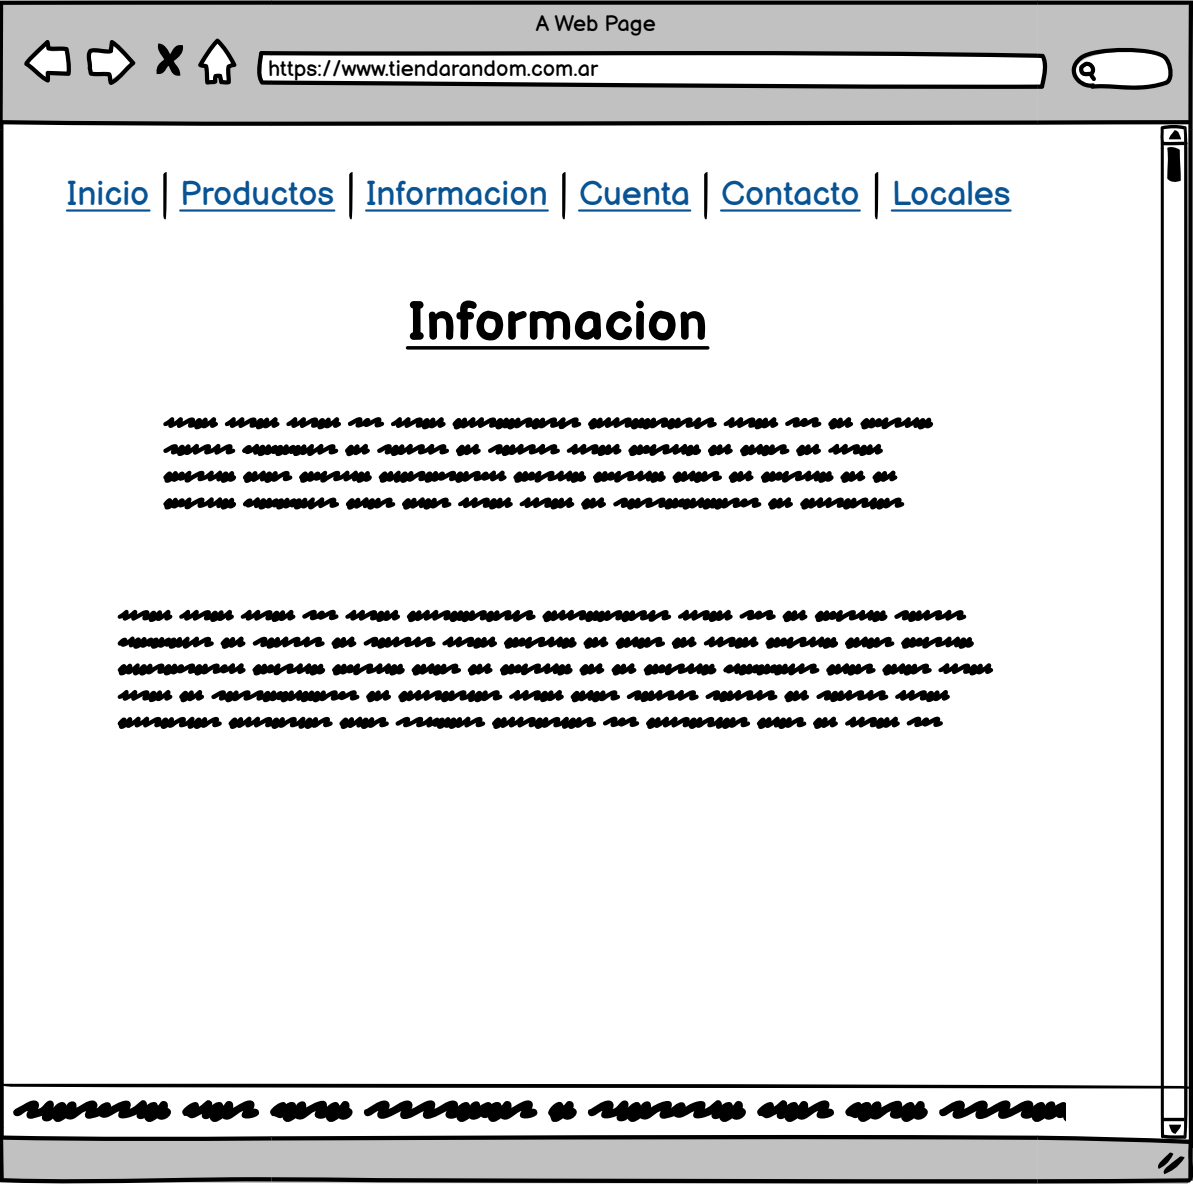 A Web Page
https://www.tiendarandom.com.ar
Inicio | Productos | Informacion | Cuenta | Contacto | Locales
Informacion